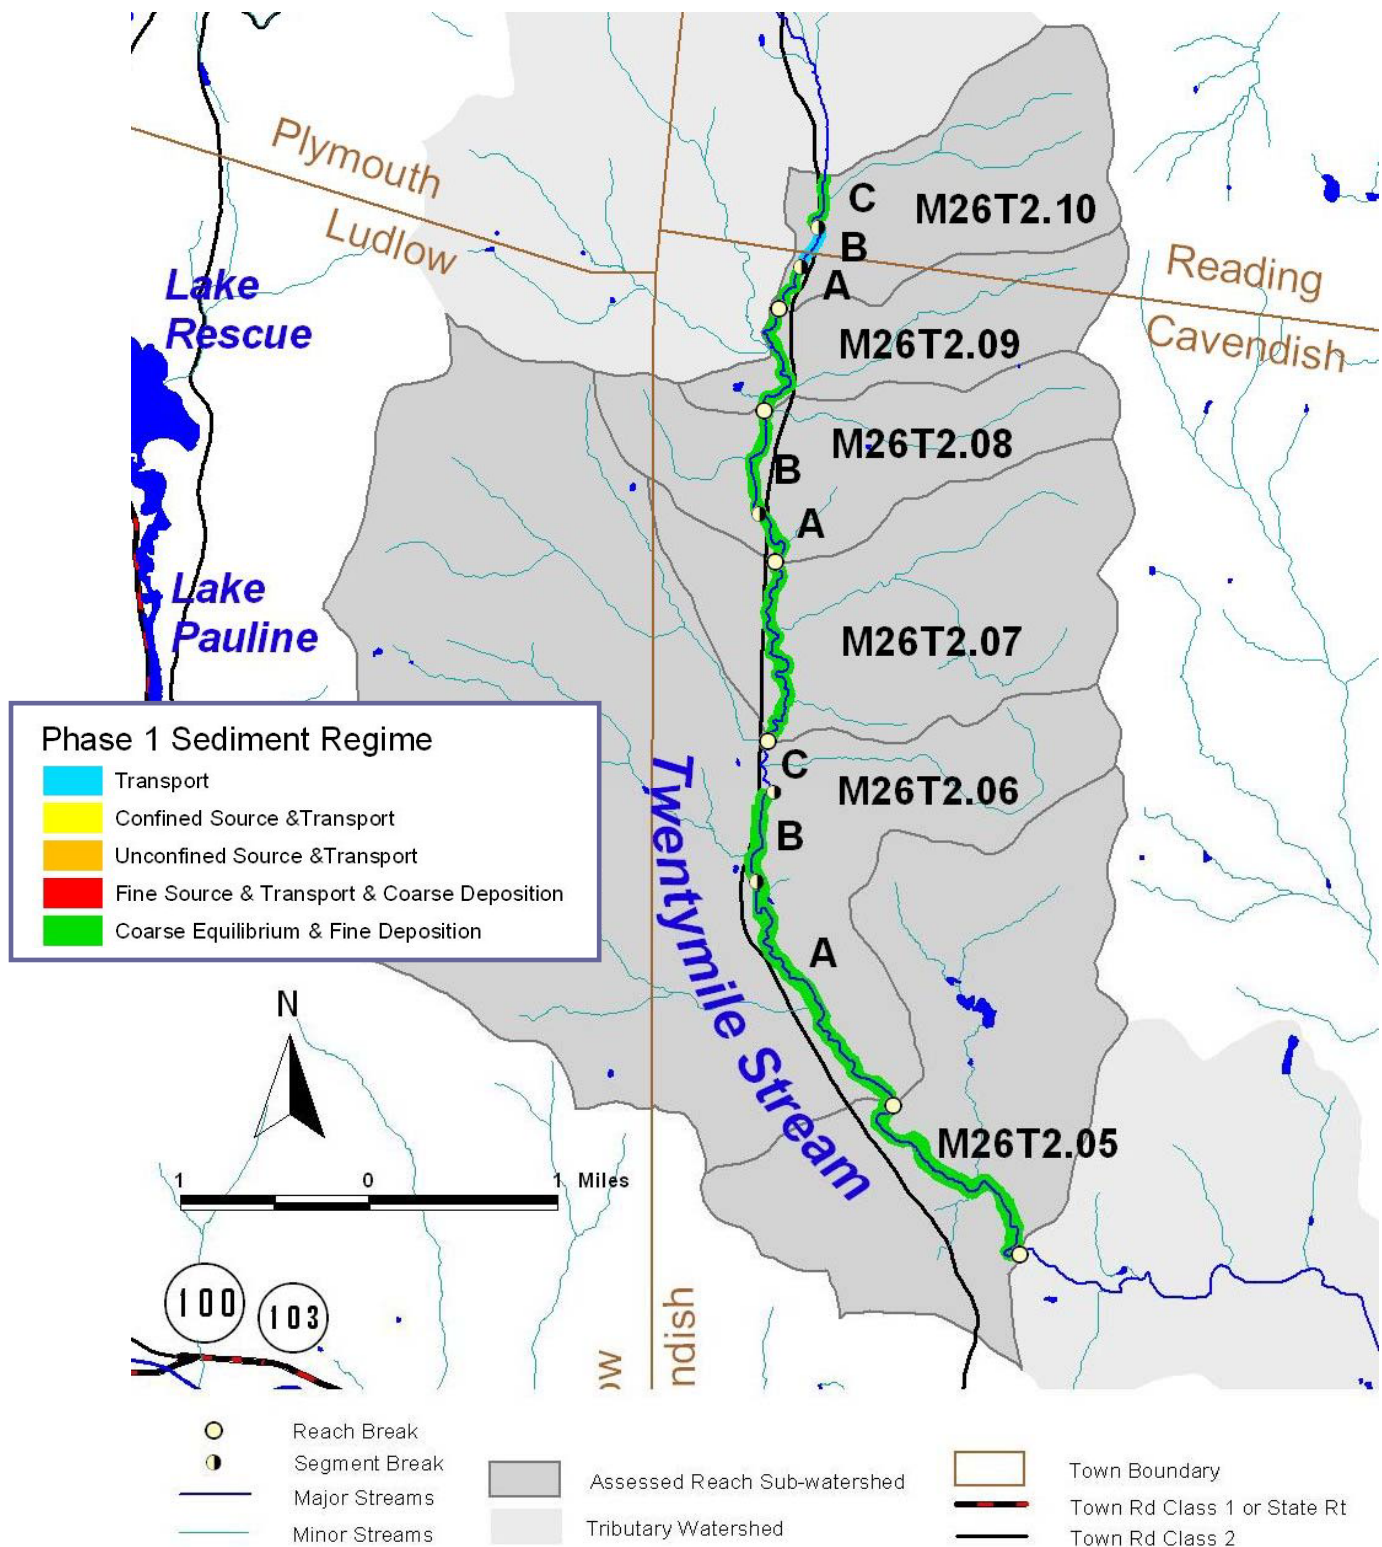 Plymouth
Ludlow
Lake
Rescue
C
M26T2.10
B
A
Reading
Cavendish
M26T2.09
M26T2.08
B
A
Lake
Pauline
M26T2.07
C
M26T2.06
B
A
Twentymile Stream
M26T2.05
Phase 1 Sediment Regime
Transport
Confined Source &Transport
Unconfined Source &Transport
Fine Source & Transport & Coarse Deposition
Coarse Equilibrium & Fine Deposition
N
1 0 1 Miles
100
103
ow
ndish
Reach Break
Segment Break
Major Streams
Minor Streams
Assessed Reach Sub-watershed
Tributary Watershed
Town Boundary
Town Rd Class 1 or State Rt
Town Rd Class 2